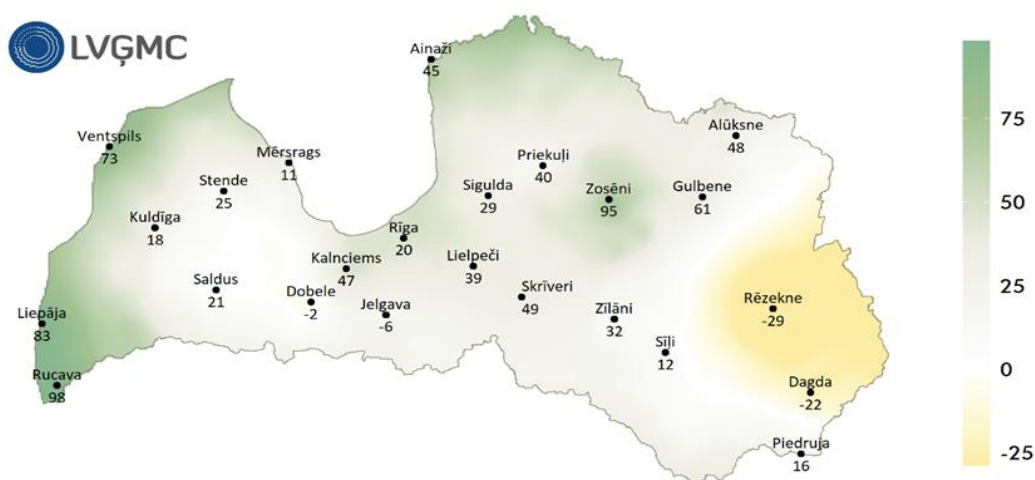 LVĢMC
Ainaži
45
Ventspils
73
Mērsrags
11
Stende
25
Kuldīga
18
Alūksne
48
Priekuļi
40
Sigulda
29
Zosēni
95
Gulbene
61
Rīga
20
Kalnciems
47
Lielpeči
39
Saldus
21
Dobele
-2
Jelgava
-6
Skrīveri
49
Zīlāni
32
Sīļi
12
Liepāja
83
Rucava
98
Rēzekne
-29
Dagda
-22
Piedruja
16
75
50
25
0
-25